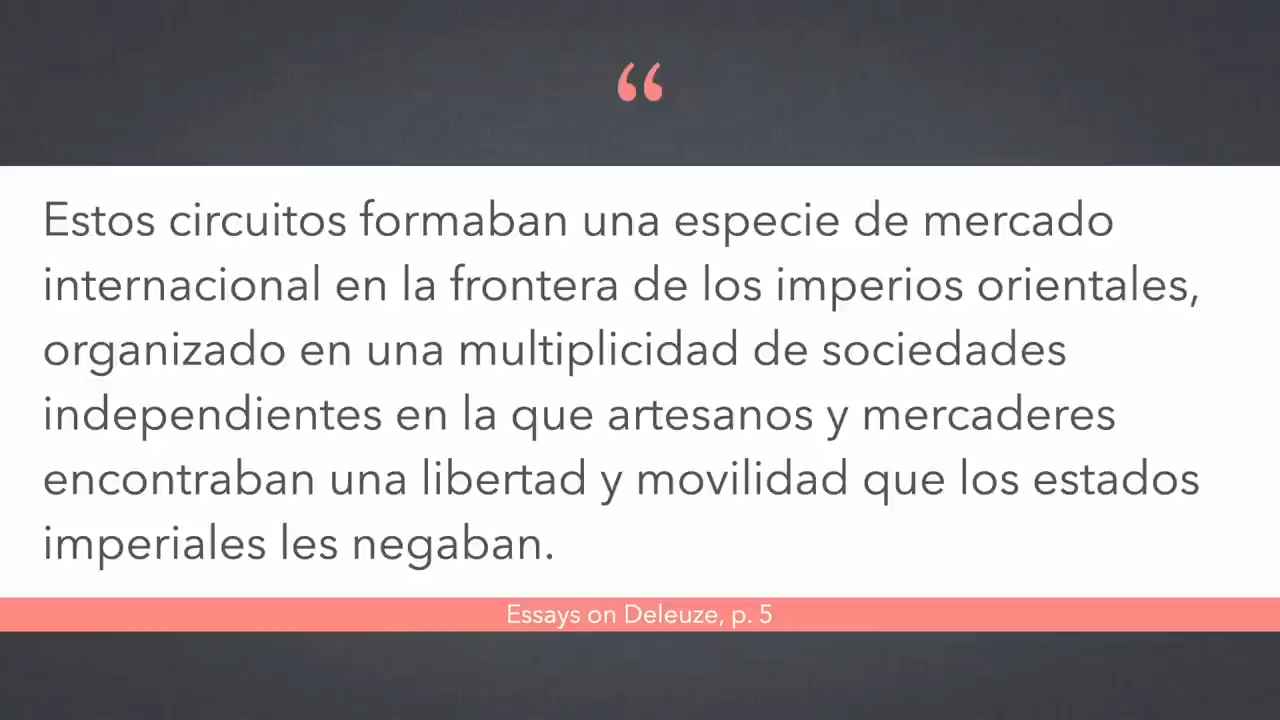 “
Estos circuitos formaban una especie de mercado
internacional en la frontera de los imperios orientales,
organizado en una multiplicidad de sociedades
independientes en la que artesanos y mercaderes
encontraban una libertad y movilidad que los estados
imperiales les negaban.
Essays on Deleuze, p. 5